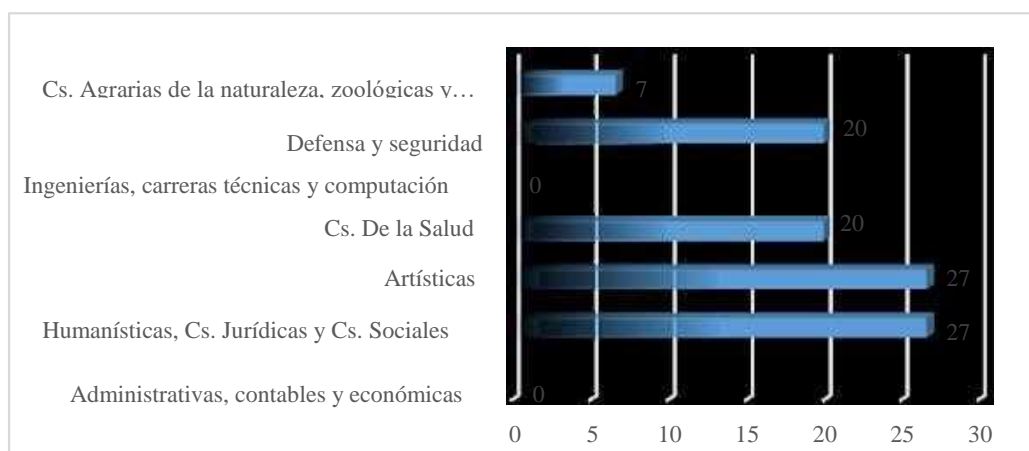 Cs. Agrarias de la naturaleza, zoológicas y…
7
Defensa y seguridad
20
Ingenierías, carreras técnicas y computación
0
Cs. De la Salud
20
Artísticas
27
Humanísticas, Cs. Jurídicas y Cs. Sociales
27
Administrativas, contables y económicas
0
0 5 10 15 20 25 30